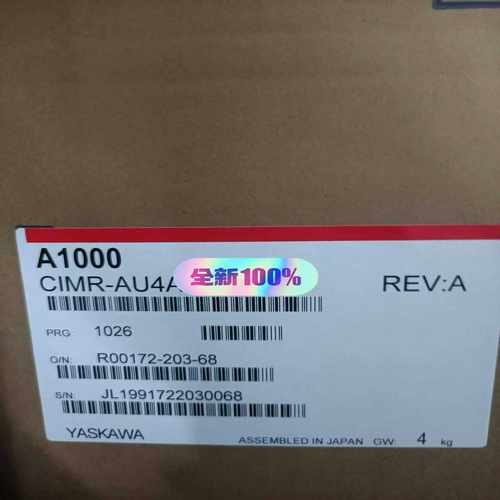 A1000
CIMR-AU4A
全新100%
REV:A
PRG: 1026
O/N: R00172-203-68
S/N: JL1991722030068
YASKAWA
ASSEMBLED IN JAPAN GW: 4 kg